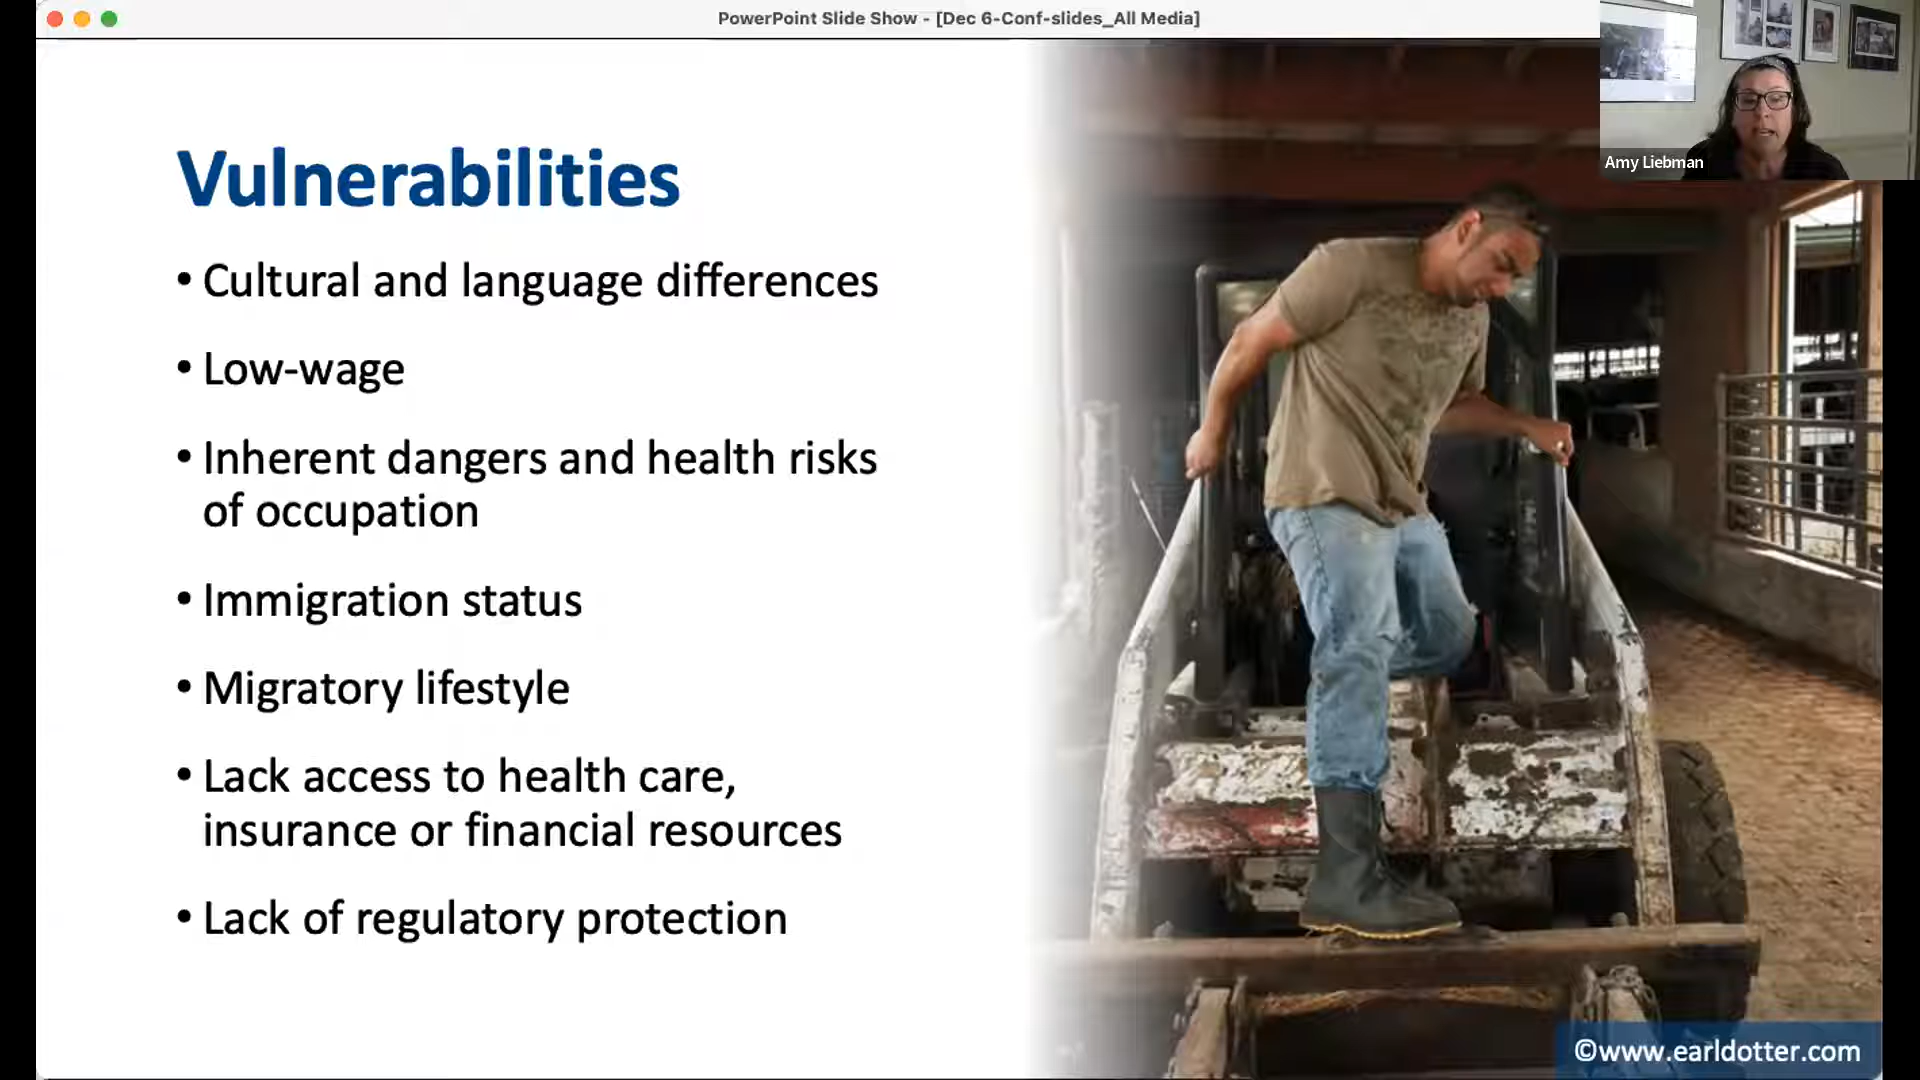 PowerPoint Slide Show - [Dec 6-Conf-slides_All Media]
Amy Liebman
Vulnerabilities
• Cultural and language differences
• Low-wage
• Inherent dangers and health risks
of occupation
• Immigration status
• Migratory lifestyle
• Lack access to health care,
insurance or financial resources
• Lack of regulatory protection
©www.earldotter.com